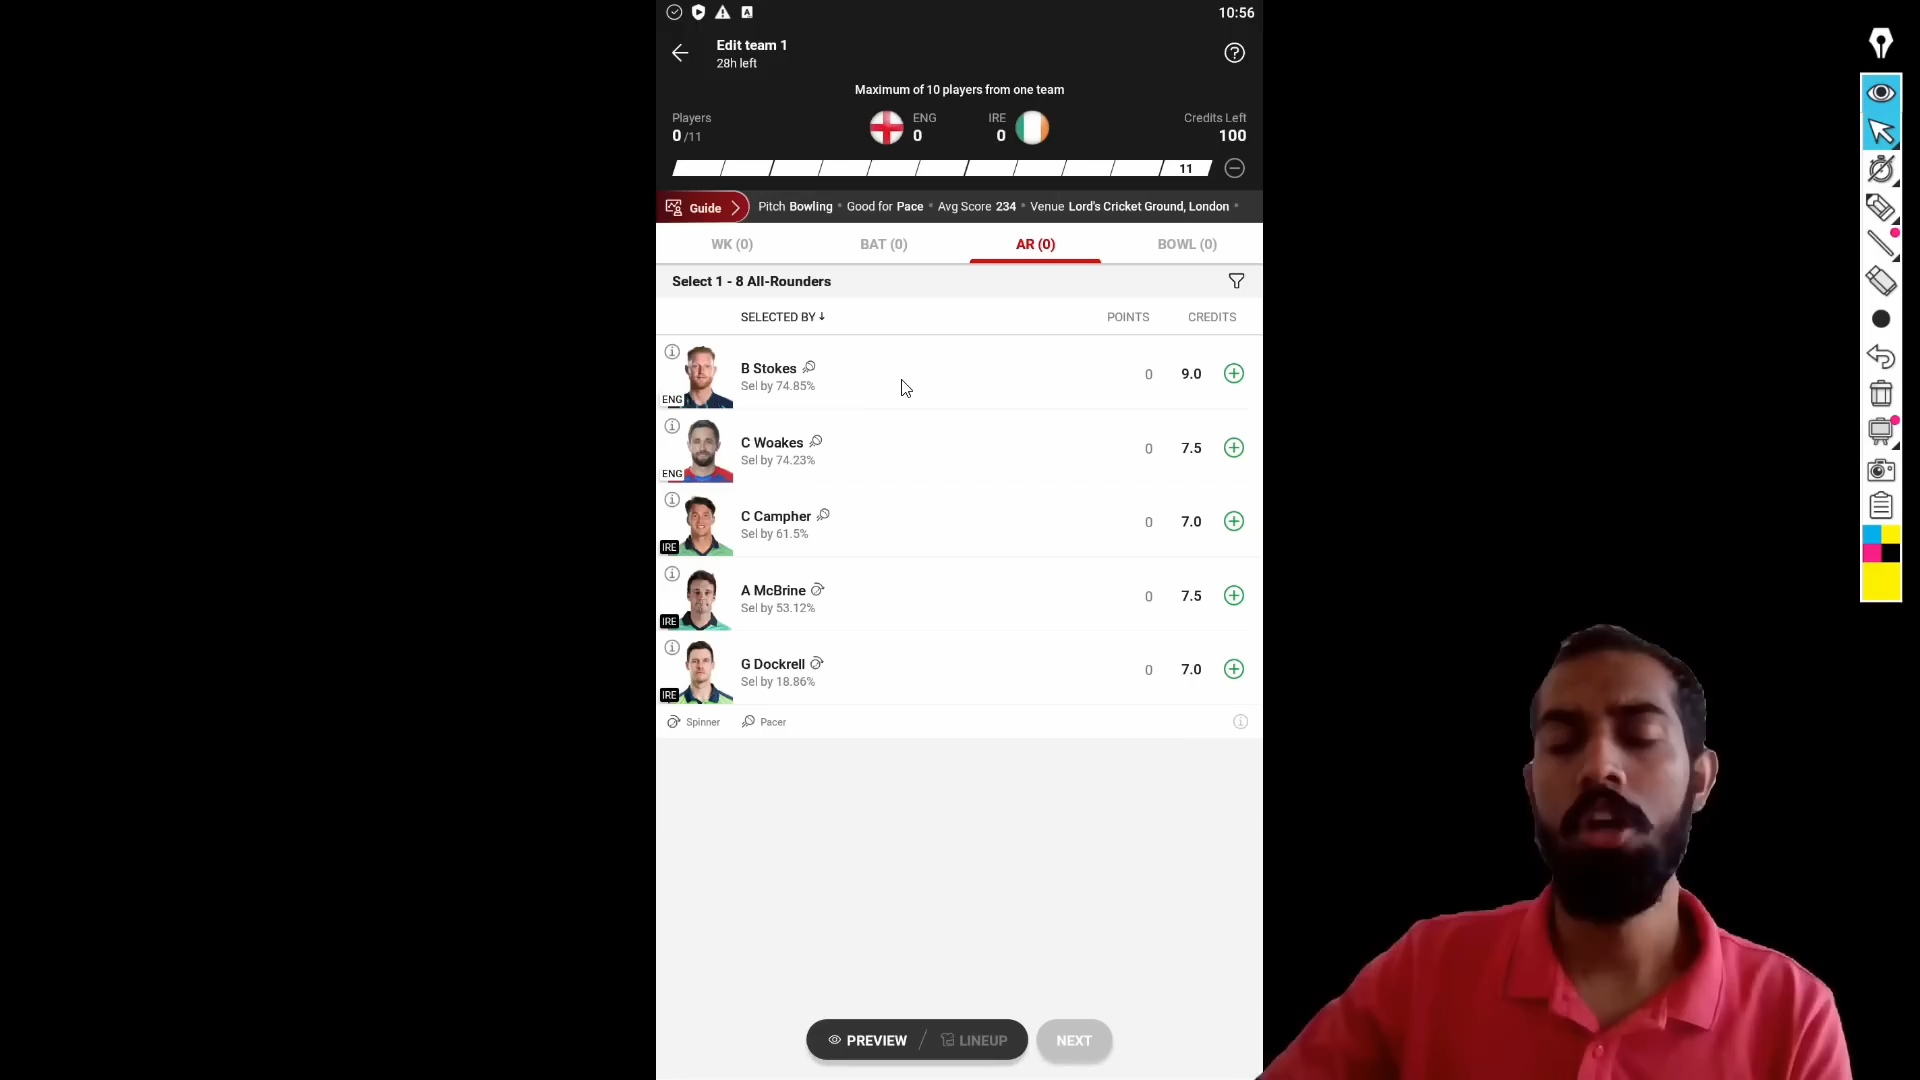 10:56
Edit team 1
28h left
Maximum of 10 players from one team
Players
0 /11
ENG
0
IRE
0
Credits Left
100
11
Guide
Pitch Bowling • Good for Pace • Avg Score 234 • Venue Lord's Cricket Ground, London •
WK (0)
BAT (0)
AR (0)
BOWL (0)
Select 1 - 8 All-Rounders
SELECTED BY ↓
POINTS
CREDITS
B Stokes
Sel by 74.85%
ENG
0
9.0
C Woakes
Sel by 74.23%
ENG
0
7.5
C Campher
Sel by 61.5%
IRE
0
7.0
A McBrine
Sel by 53.12%
IRE
0
7.5
G Dockrell
Sel by 18.86%
IRE
0
7.0
Spinner
Pacer
PREVIEW / LINEUP
NEXT